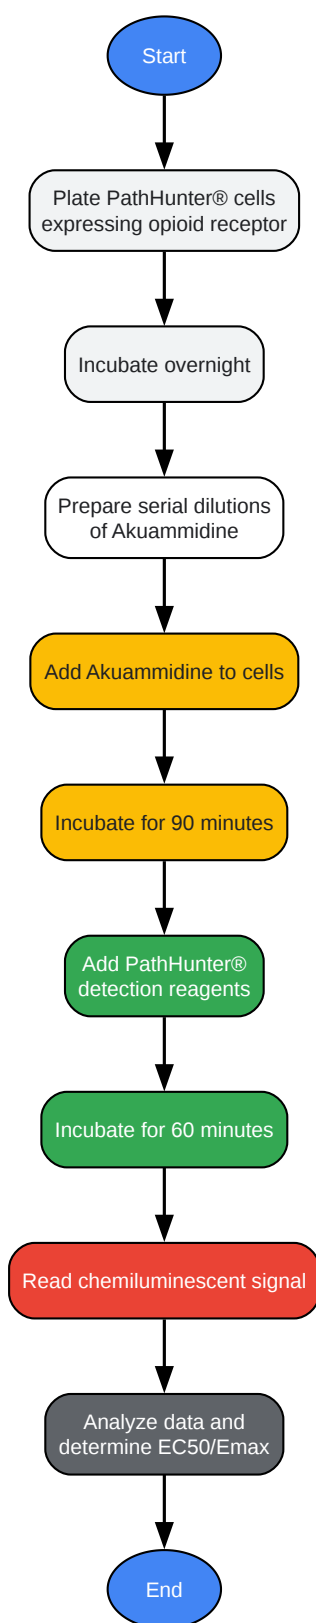 Start
Plate PathHunter® cells
expressing opioid receptor
Incubate overnight
Prepare serial dilutions
of Akuammidine
Add Akuammidine to cells
Incubate for 90 minutes
Add PathHunter®
detection reagents
Incubate for 60 minutes
Read chemiluminescent signal
Analyze data and
determine EC50/Emax
End